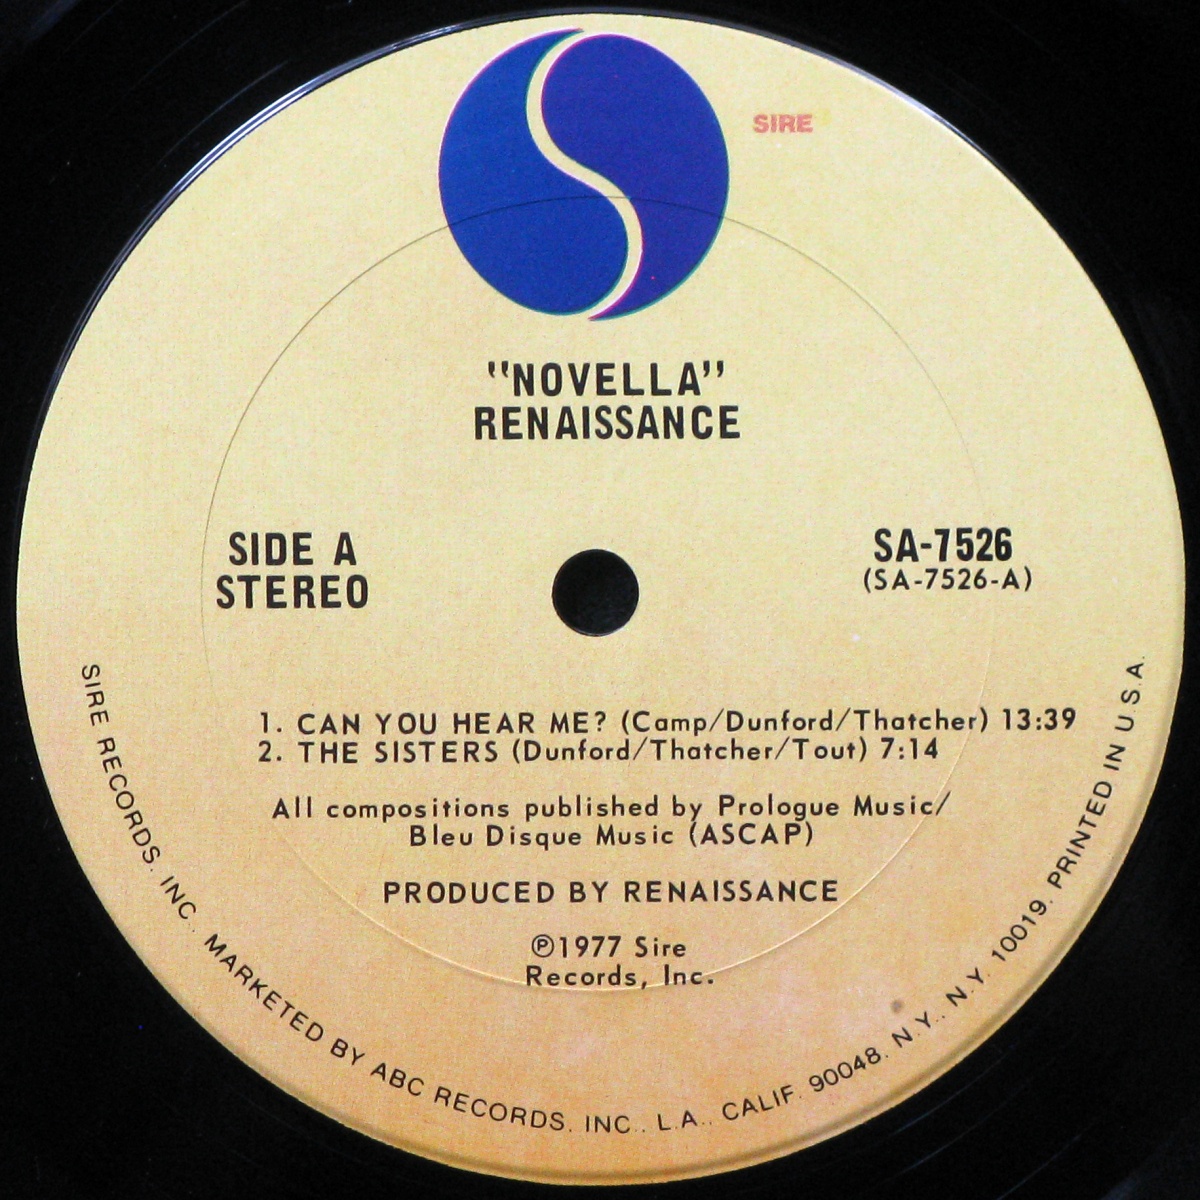 SIRE
"NOVELLA"
RENAISSANCE
SIDE A
STEREO
SA-7526
(SA-7526-A)
1. CAN YOU HEAR ME? (Camp/Dunford/Thatcher) 13:39
2. THE SISTERS (Dunford/Thatcher/Tout) 7:14
All compositions published by Prologue Music/
Bleu Disque Music (ASCAP)
PRODUCED BY RENAISSANCE
℗1977 Sire
Records, Inc.
SIRE RECORDS. INC.. MARKETED BY ABC RECORDS. INC.. L.A.. CALIF. 90048. N.Y.. N.Y. 10019. PRINTED IN U.S.A.